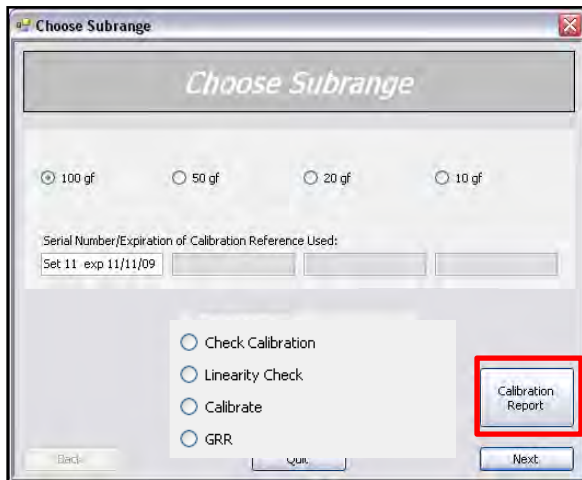 Choose Subrange
Choose Subrange
100 gf 50 gf 20 gf 10 gf
Serial Number/Expiration of Calibration Reference Used:
Set 11 exp 11/11/09
Check Calibration
Linearity Check
Calibrate
GRR
Calibration
Report
Back Quit Next